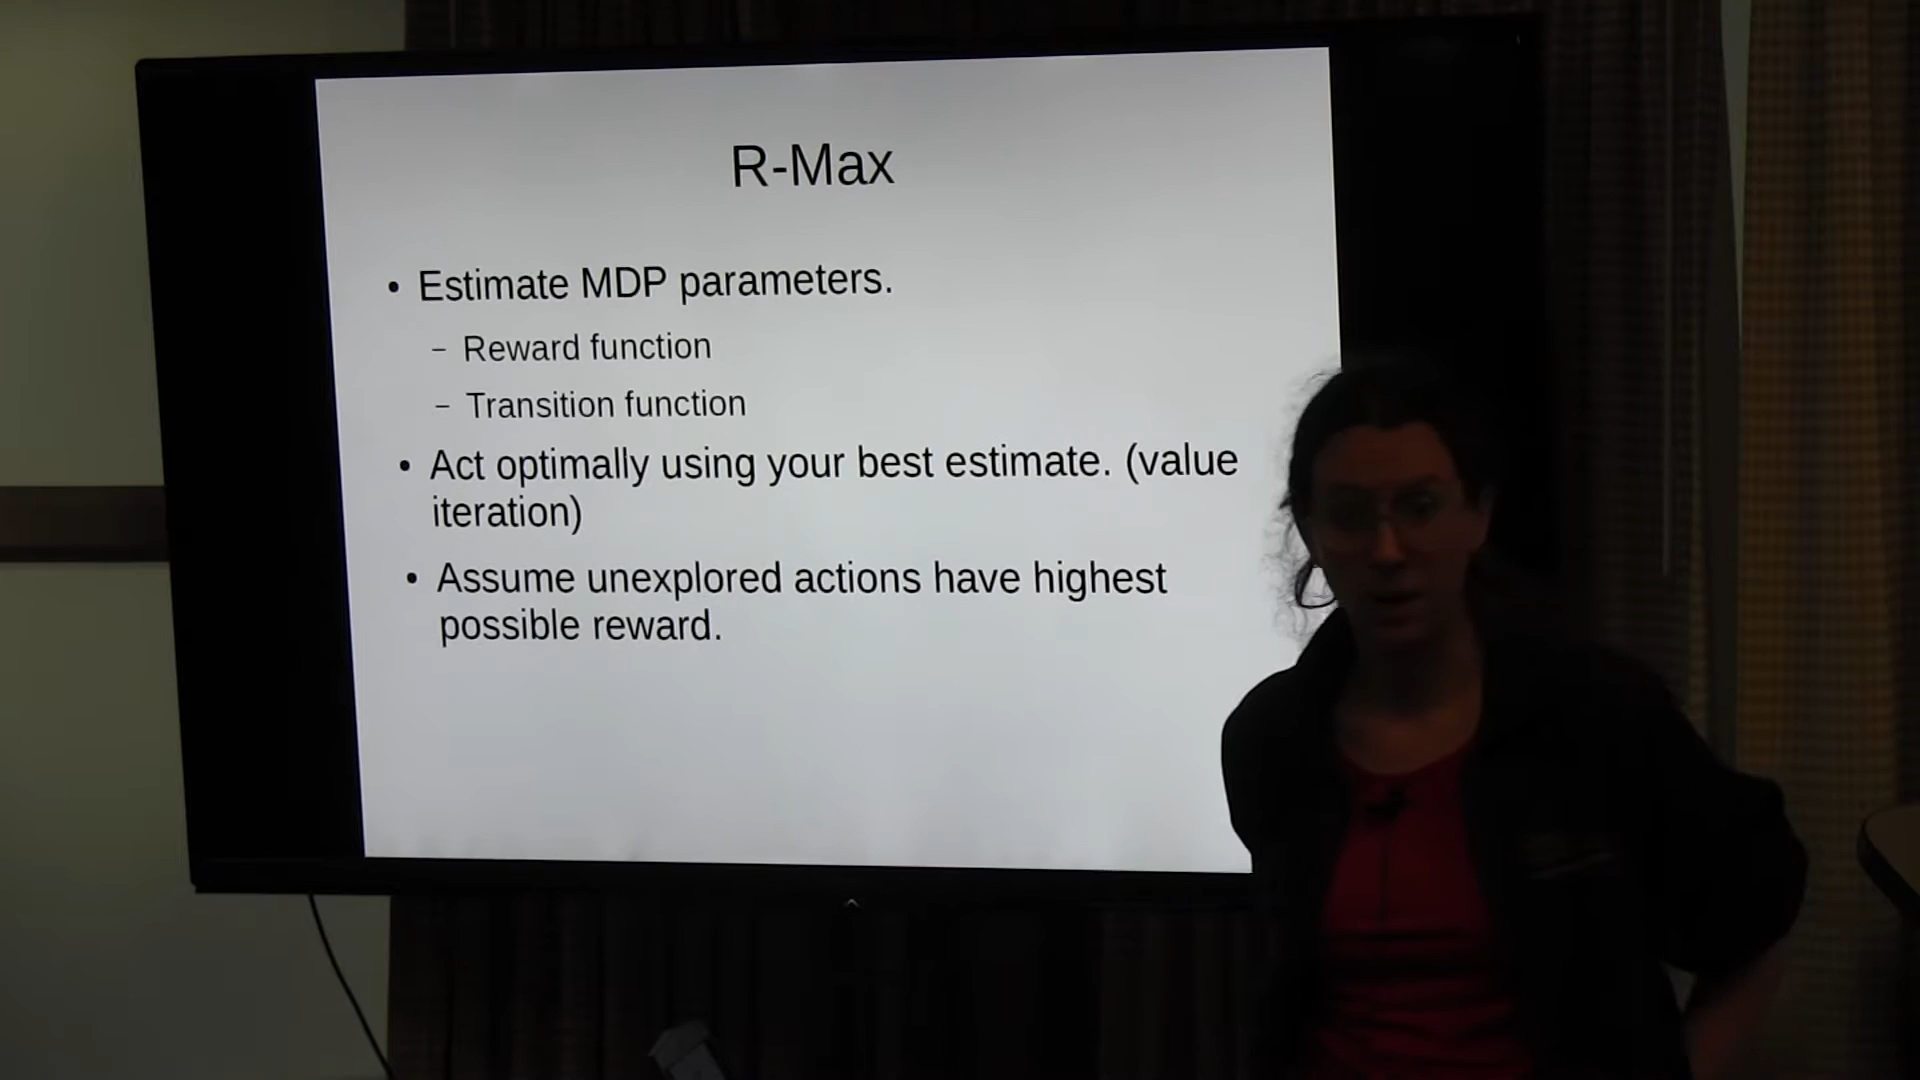 R-Max
• Estimate MDP parameters.
– Reward function
– Transition function
• Act optimally using your best estimate. (value
iteration)
• Assume unexplored actions have highest
possible reward.